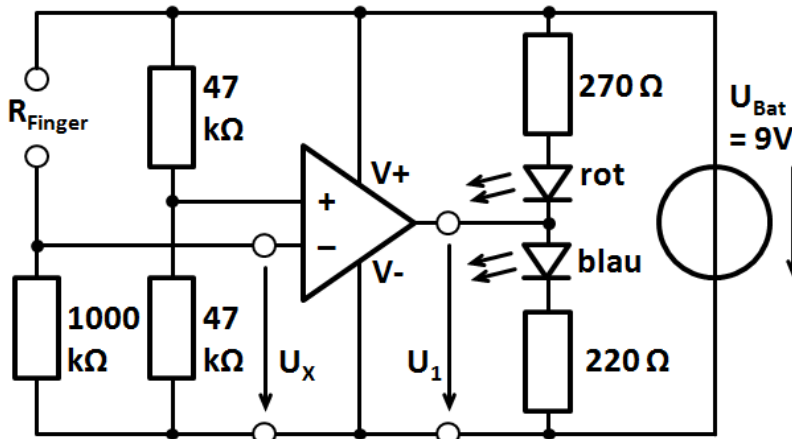 R_Finger
47
kΩ
270 Ω
U_Bat
= 9V
V+
rot
+
−
V-
blau
1000
kΩ
47
kΩ
U_X
U_1
220 Ω